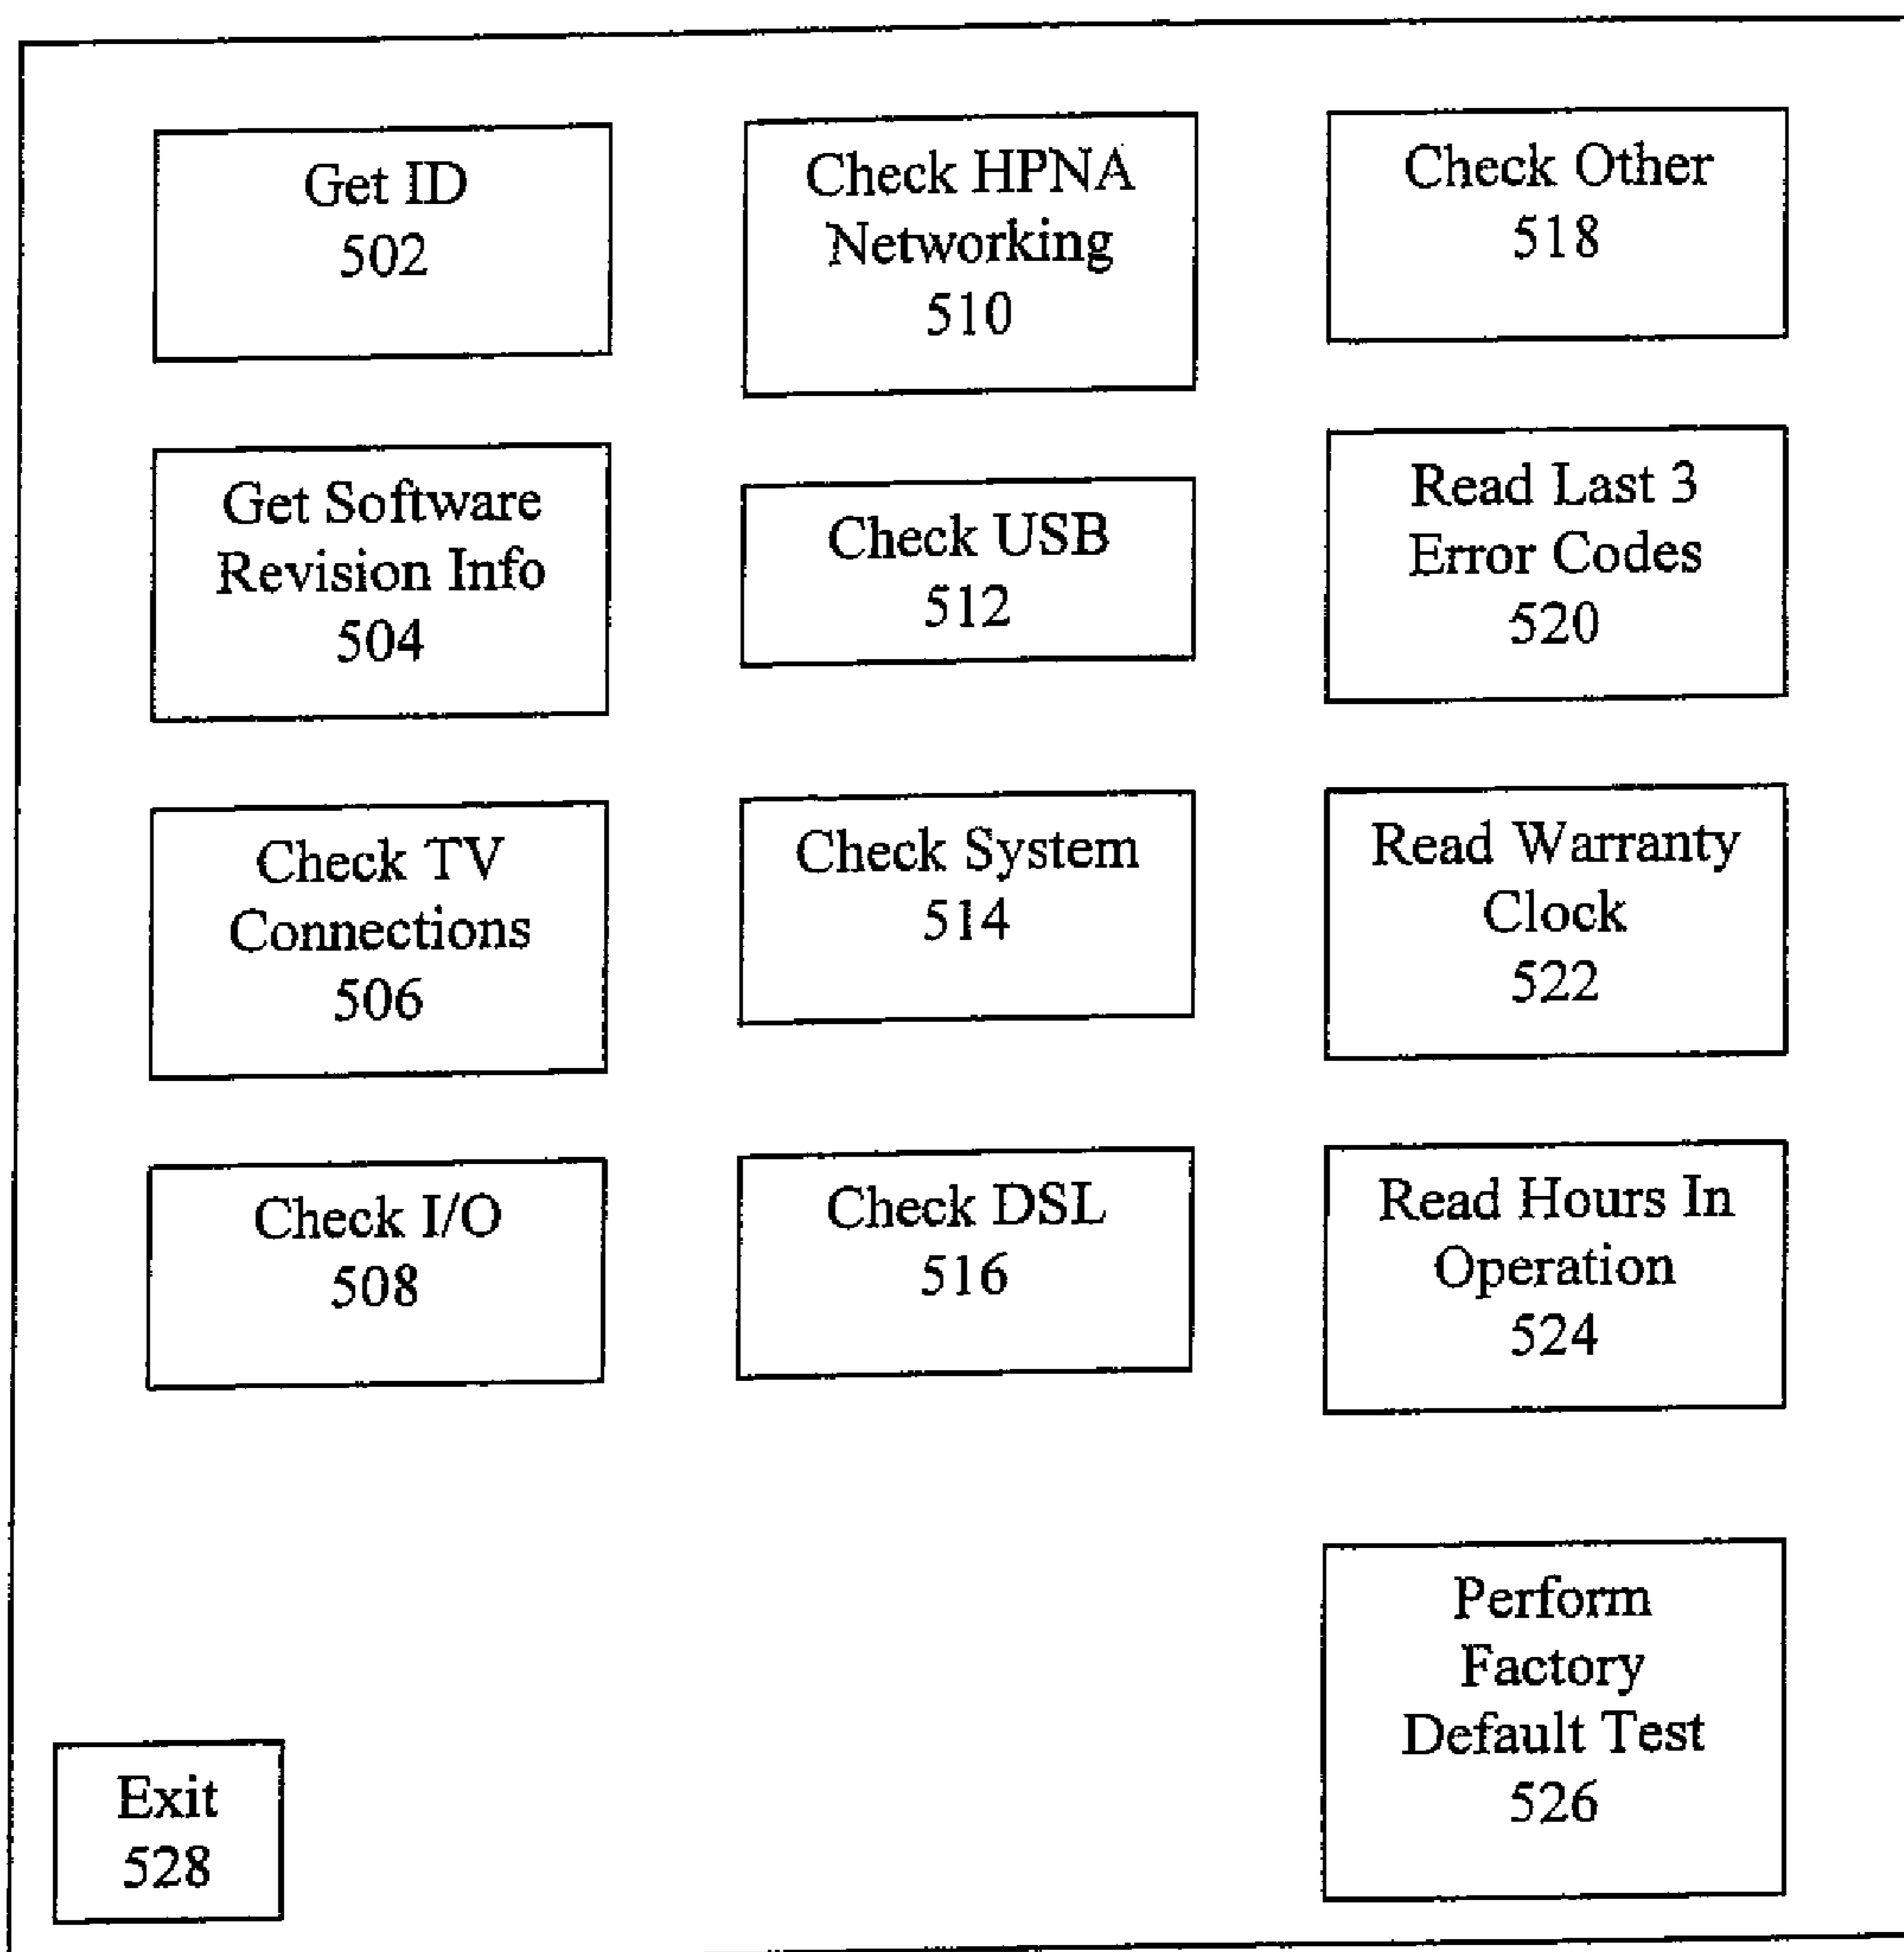 Get ID
502
Get Software
Revision Info
504
Check TV
Connections
506
Check I/O
508
Check HPNA
Networking
510
Check USB
512
Check System
514
Check DSL
516
Check Other
518
Read Last 3
Error Codes
520
Read Warranty
Clock
522
Read Hours In
Operation
524
Perform
Factory
Default Test
526
Exit
528